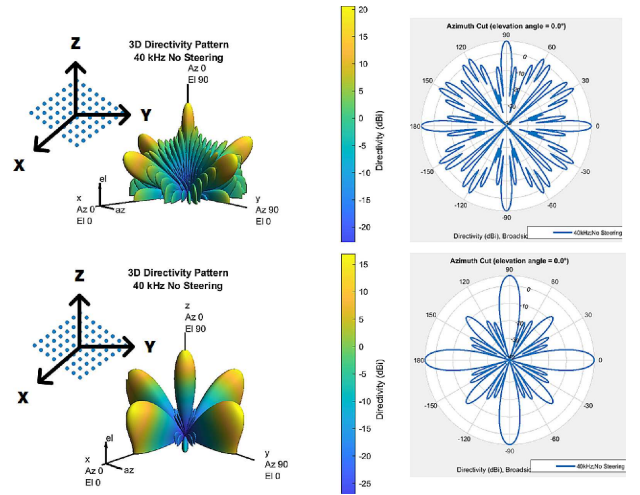 Z
Y
X
3D Directivity Pattern
40 kHz No Steering
Az 0
El 90
el
x
Az 0
El 0
az
y
Az 90
El 0
20
15
10
5
0
-5
-10
-15
-20
Directivity (dBi)
Azimuth Cut (elevation angle = 0.0°)
90
120
60
150
30
180
0
-150
-30
-120
-60
-90
Directivity (dBi), Broadsid
40kHz;No Steering
Z
Y
X
3D Directivity Pattern
40 kHz No Steering
z
Az 0
El 90
el
x
Az 0
El 0
az
y
Az 90
El 0
15
10
5
0
-5
-10
-15
-20
-25
Directivity (dBi)
Azimuth Cut (elevation angle = 0.0°)
90
120
60
150
30
180
0
-150
-30
-120
-60
-90
Directivity (dBi), Broadsid
40kHz;No Steering